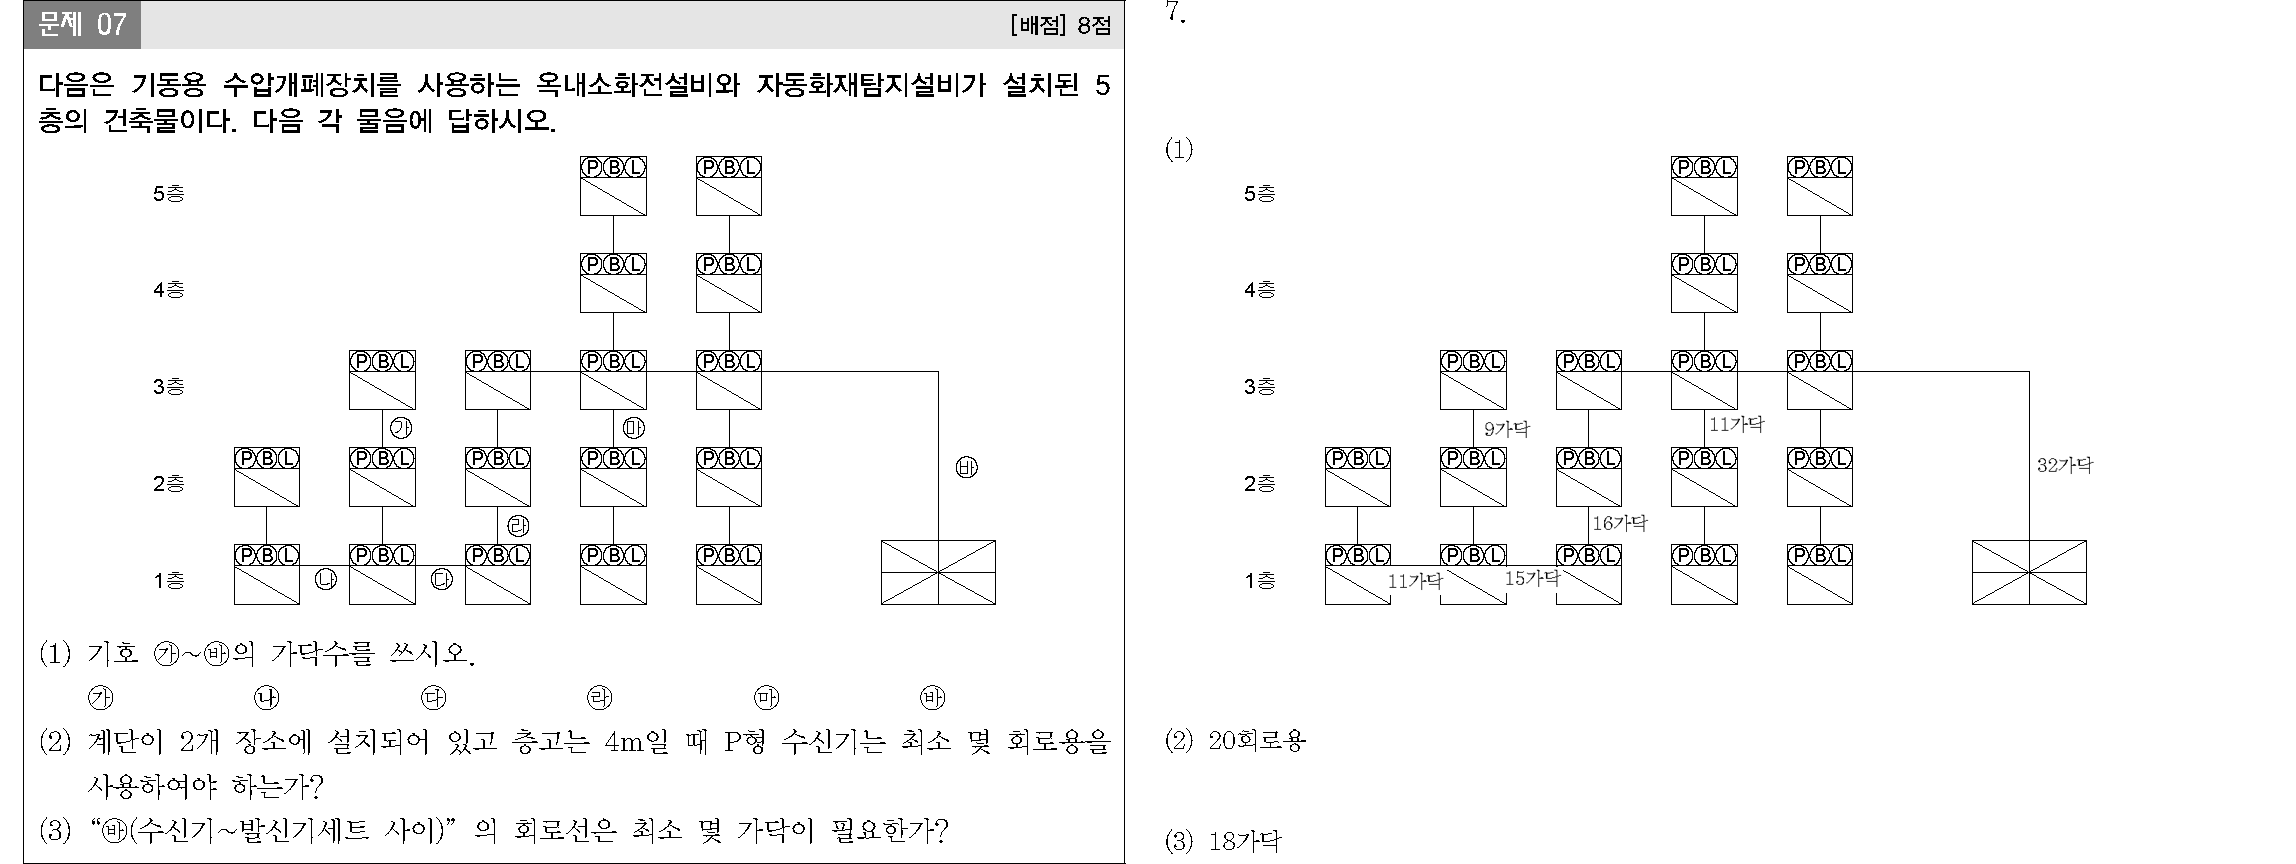 문제 07
[배점] 8점
다음은 기동용 수압개폐장치를 사용하는 옥내소화전설비와 자동화재탐지설비가 설치된 5
층의 건축물이다. 다음 각 물음에 답하시오.
5층 ⓅⒷⓁ ⓅⒷⓁ
4층 ⓅⒷⓁ ⓅⒷⓁ
3층 ⓅⒷⓁ ⓅⒷⓁ ⓅⒷⓁ ⓅⒷⓁ
㉮ ㉲
㉳
2층 ⓅⒷⓁ ⓅⒷⓁ ⓅⒷⓁ ⓅⒷⓁ ⓅⒷⓁ
㉱
1층 ⓅⒷⓁ ⓅⒷⓁ ⓅⒷⓁ ⓅⒷⓁ ⓅⒷⓁ
㉯ ㉰
(1) 기호 ㉮~㉳의 가닥수를 쓰시오.
㉮ ㉯ ㉰ ㉱ ㉲ ㉳
(2) 계단이 2개 장소에 설치되어 있고 층고는 4m일 때 P형 수신기는 최소 몇 회로용을
사용하여야 하는가?
(3) “㉳(수신기~발신기세트 사이)” 의 회로선은 최소 몇 가닥이 필요한가?
7.
(1)
5층 ⓅⒷⓁ ⓅⒷⓁ
4층 ⓅⒷⓁ ⓅⒷⓁ
3층 ⓅⒷⓁ ⓅⒷⓁ ⓅⒷⓁ ⓅⒷⓁ
9가닥 11가닥
32가닥
2층 ⓅⒷⓁ ⓅⒷⓁ ⓅⒷⓁ ⓅⒷⓁ ⓅⒷⓁ
16가닥
1층 ⓅⒷⓁ ⓅⒷⓁ ⓅⒷⓁ ⓅⒷⓁ ⓅⒷⓁ
11가닥 15가닥
(2) 20회로용
(3) 18가닥